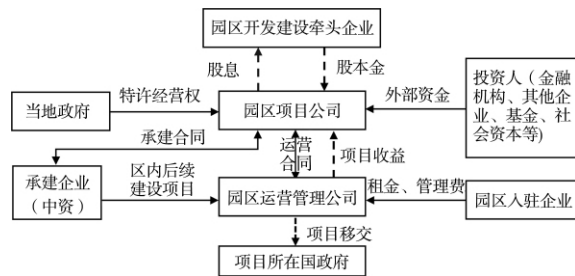 园区开发建设牵头企业
股息
股本金
当地政府
特许经营权
园区项目公司
外部资金
投资人（金融
机构、其他企
业、基金、社
会资本等)
承建合同
运营
合同
项目收益
承建企业
（中资）
区内后续
建设项目
园区运营管理公司
租金、管理费
园区入驻企业
项目移交
项目所在国政府